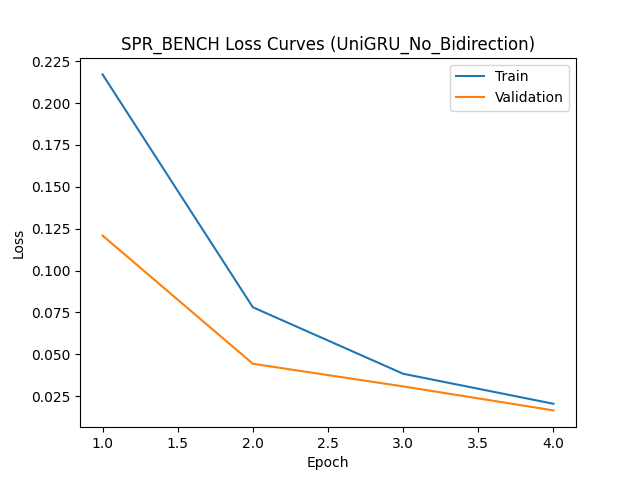 SPR_BENCH Loss Curves (UniGRU_No_Bidirection)
Train
Validation
0.225
0.200
0.175
0.150
0.125
0.100
0.075
0.050
0.025
Loss
1.0 1.5 2.0 2.5 3.0 3.5 4.0
Epoch